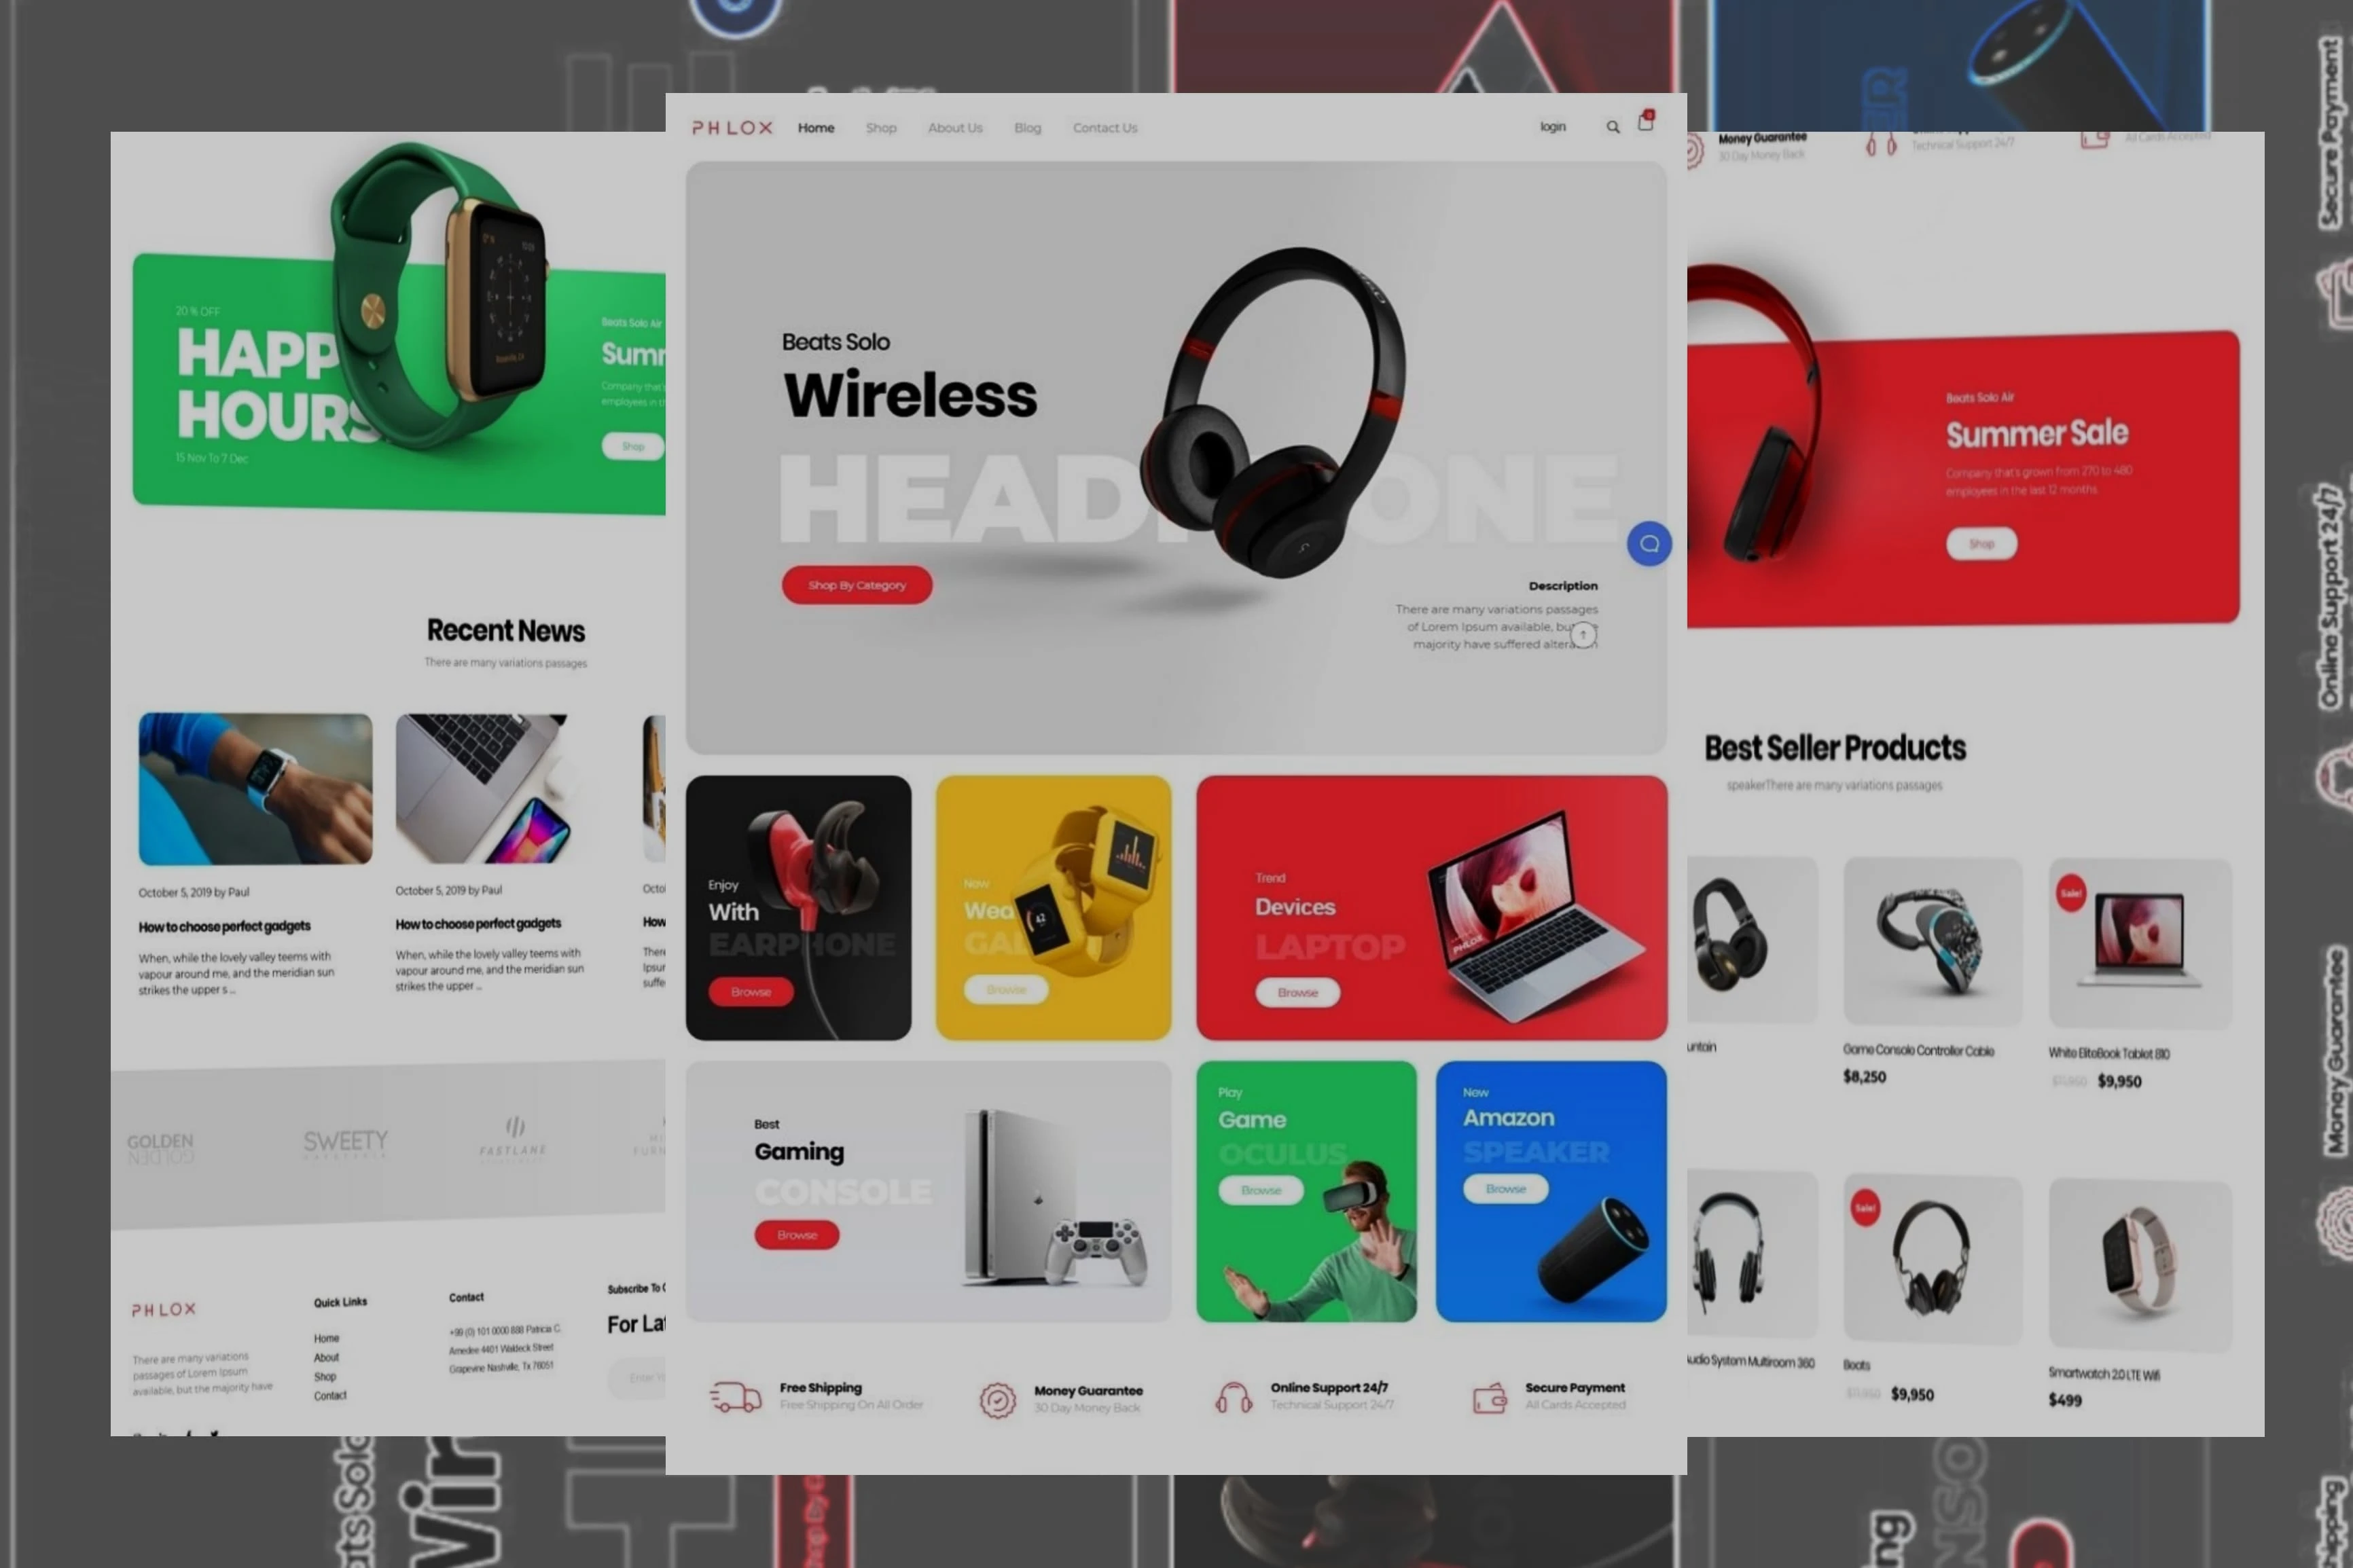 20 % OFF
HAPP
HOURS
15 Nov To 7 Dec
Beats Solo Air
Sum
Company that's
employees in
Shop
Recent News
There are many variations passages
October 5, 2019 by Paul
How to choose perfect gadgets
When, while the lovely valley teems with
vapour around me, and the meridian sun
strikes the upper s ...
October 5, 2019 by Paul
How to choose perfect gadgets
When, while the lovely valley teems with
vapour around me, and the meridian sun
strikes the upper ...
Octo
How
Ther
Ipsur
suffe
GOLDEN
GOLDEN
SWEETY
FASTLANE
PHLOX
There are many variations
passages of Lorem Ipsum
available, but the majority have
Quick Links
Home
About
Shop
Contact
Contact
+99 (0) 101 0000 888 Patricia C.
Amedee 4401 Waldeck Street
Grapevine Nashville, Tx 76051
Subscribe To
For Lat
PHLOX
Home
Shop
About Us
Blog
Contact Us
login
Beats Solo
Wireless
HEADPHONE
Shop By Category
Description
There are many variations passages
of Lorem Ipsum available, but
majority have suffered altera
Enjoy
With
EARPHONE
Browse
New
Wea
GAD
Browse
Trend
Devices
LAPTOP
Browse
PHLOX
Best
Gaming
CONSOLE
Browse
Play
Game
OCULUS
Browse
New
Amazon
SPEAKER
Browse
Free Shipping
Free Shipping On All Order
Money Guarantee
30 Day Money Back
Online Support 24/7
Technical Support 24/7
Secure Payment
All Cards Accepted
Money Guarantee
30 Day Money Back
Technical Support 24/7
All Cards Accepted
Beats Solo Air
Summer Sale
Company that's grown from 270 to 480
employees in the last 12 months.
Shop
Best Seller Products
speakerThere are many variations passages
untain
Game Console Controller Cable
$8,250
Sale!
White EliteBook Tablet 810
$9,950
udio System Multiroom 360
Sale!
Beats
$9,950
Smartwatch 2.0 LTE Wifi
$499
Secure Payment
Online Support 24/7
Money Guarantee